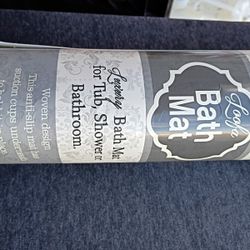 Loopa
Bath
Mat
Luxury Bath Mat
for Tub, Shower or
Bathroom.
Woven design
This anti-slip mat has
suction cups underneath